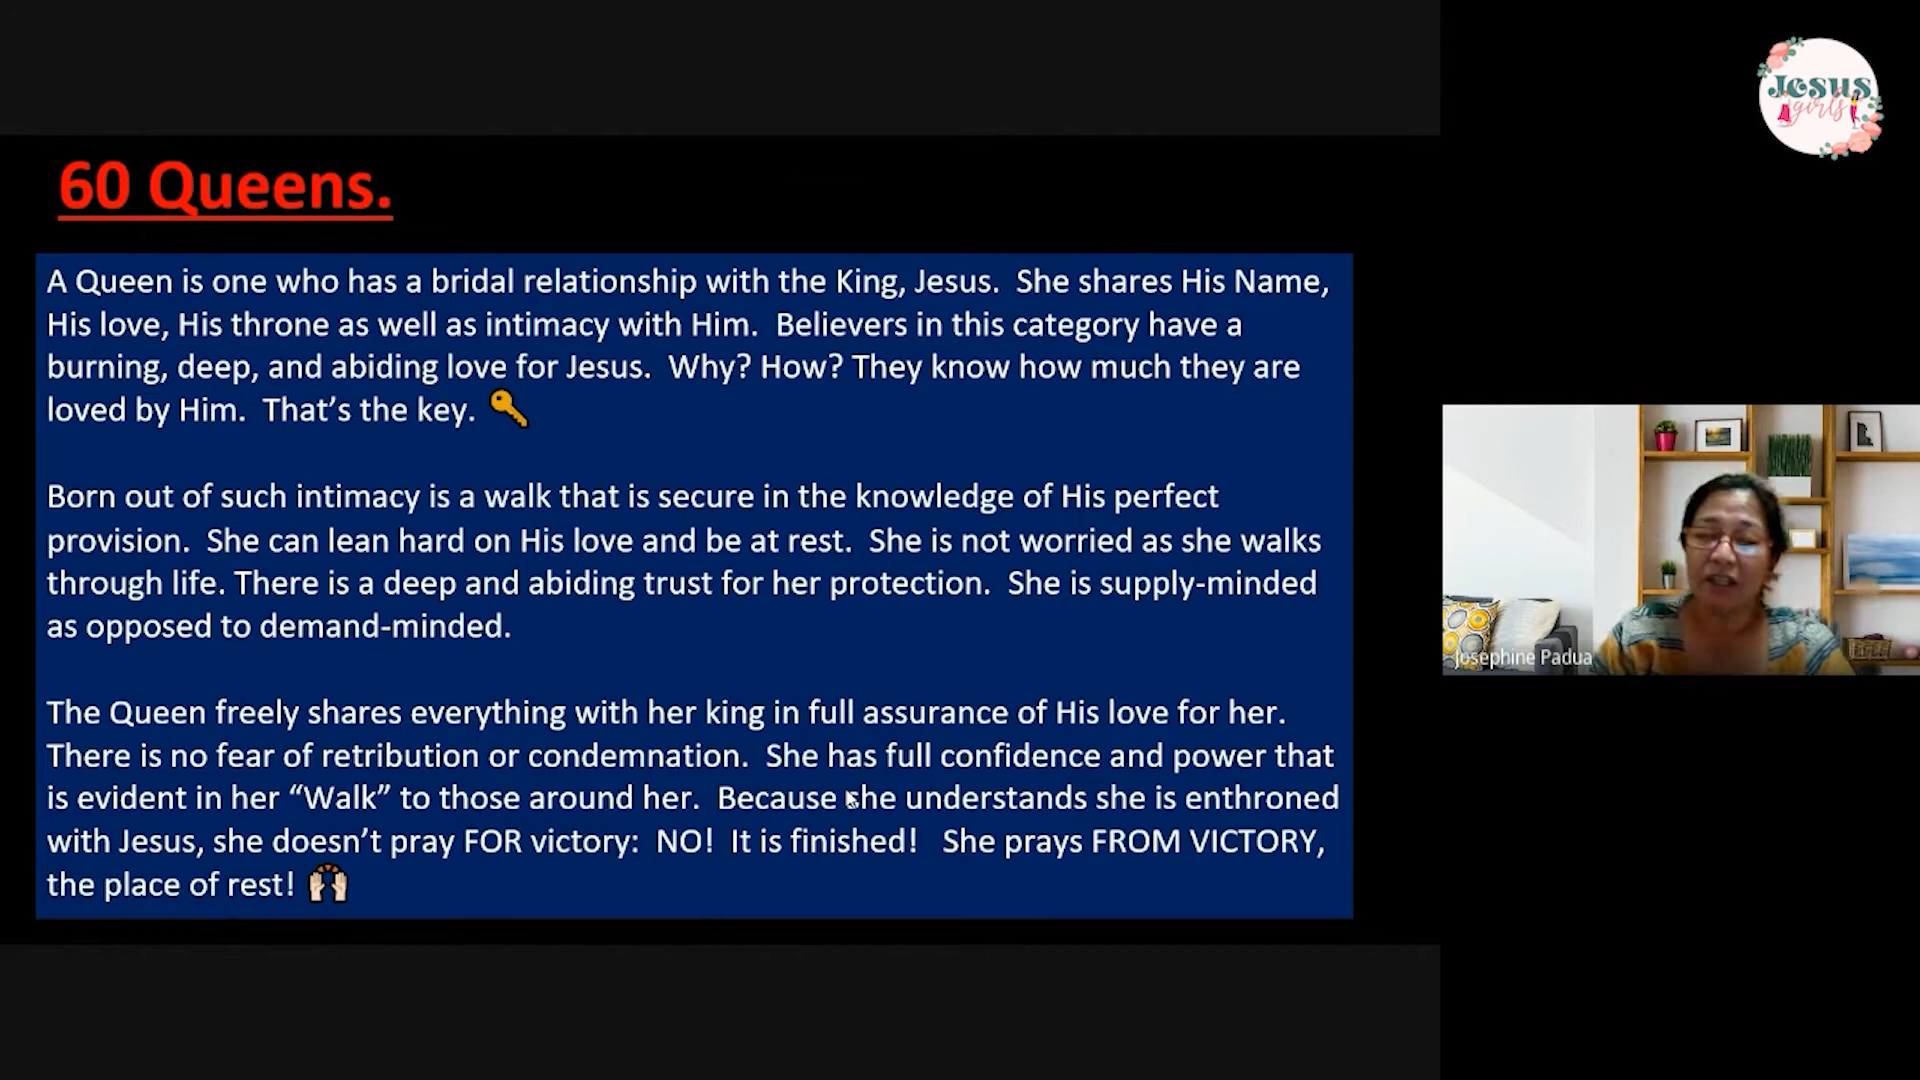 Jesus
girls
60 Queens.
A Queen is one who has a bridal relationship with the King, Jesus.  She shares His Name,
His love, His throne as well as intimacy with Him.  Believers in this category have a
burning, deep, and abiding love for Jesus.  Why? How? They know how much they are
loved by Him.  That’s the key. 🔑
Born out of such intimacy is a walk that is secure in the knowledge of His perfect
provision.  She can lean hard on His love and be at rest.  She is not worried as she walks
through life. There is a deep and abiding trust for her protection.  She is supply-minded
as opposed to demand-minded.
The Queen freely shares everything with her king in full assurance of His love for her.
There is no fear of retribution or condemnation.  She has full confidence and power that
is evident in her “Walk” to those around her.  Because she understands she is enthroned
with Jesus, she doesn’t pray FOR victory:  NO!  It is finished!   She prays FROM VICTORY,
the place of rest! 🙌🏻
Josephine Padua